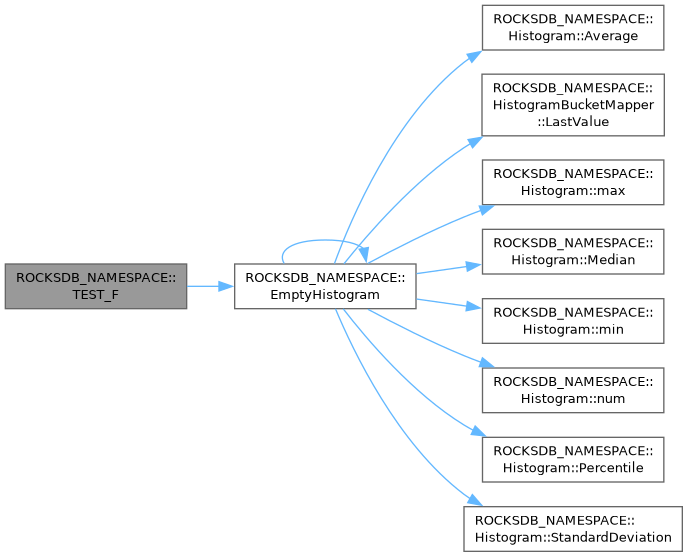 ROCKSDB_NAMESPACE::
TEST_F
ROCKSDB_NAMESPACE::
EmptyHistogram
ROCKSDB_NAMESPACE::
Histogram::Average
ROCKSDB_NAMESPACE::
HistogramBucketMapper
::LastValue
ROCKSDB_NAMESPACE::
Histogram::max
ROCKSDB_NAMESPACE::
Histogram::Median
ROCKSDB_NAMESPACE::
Histogram::min
ROCKSDB_NAMESPACE::
Histogram::num
ROCKSDB_NAMESPACE::
Histogram::Percentile
ROCKSDB_NAMESPACE::
Histogram::StandardDeviation